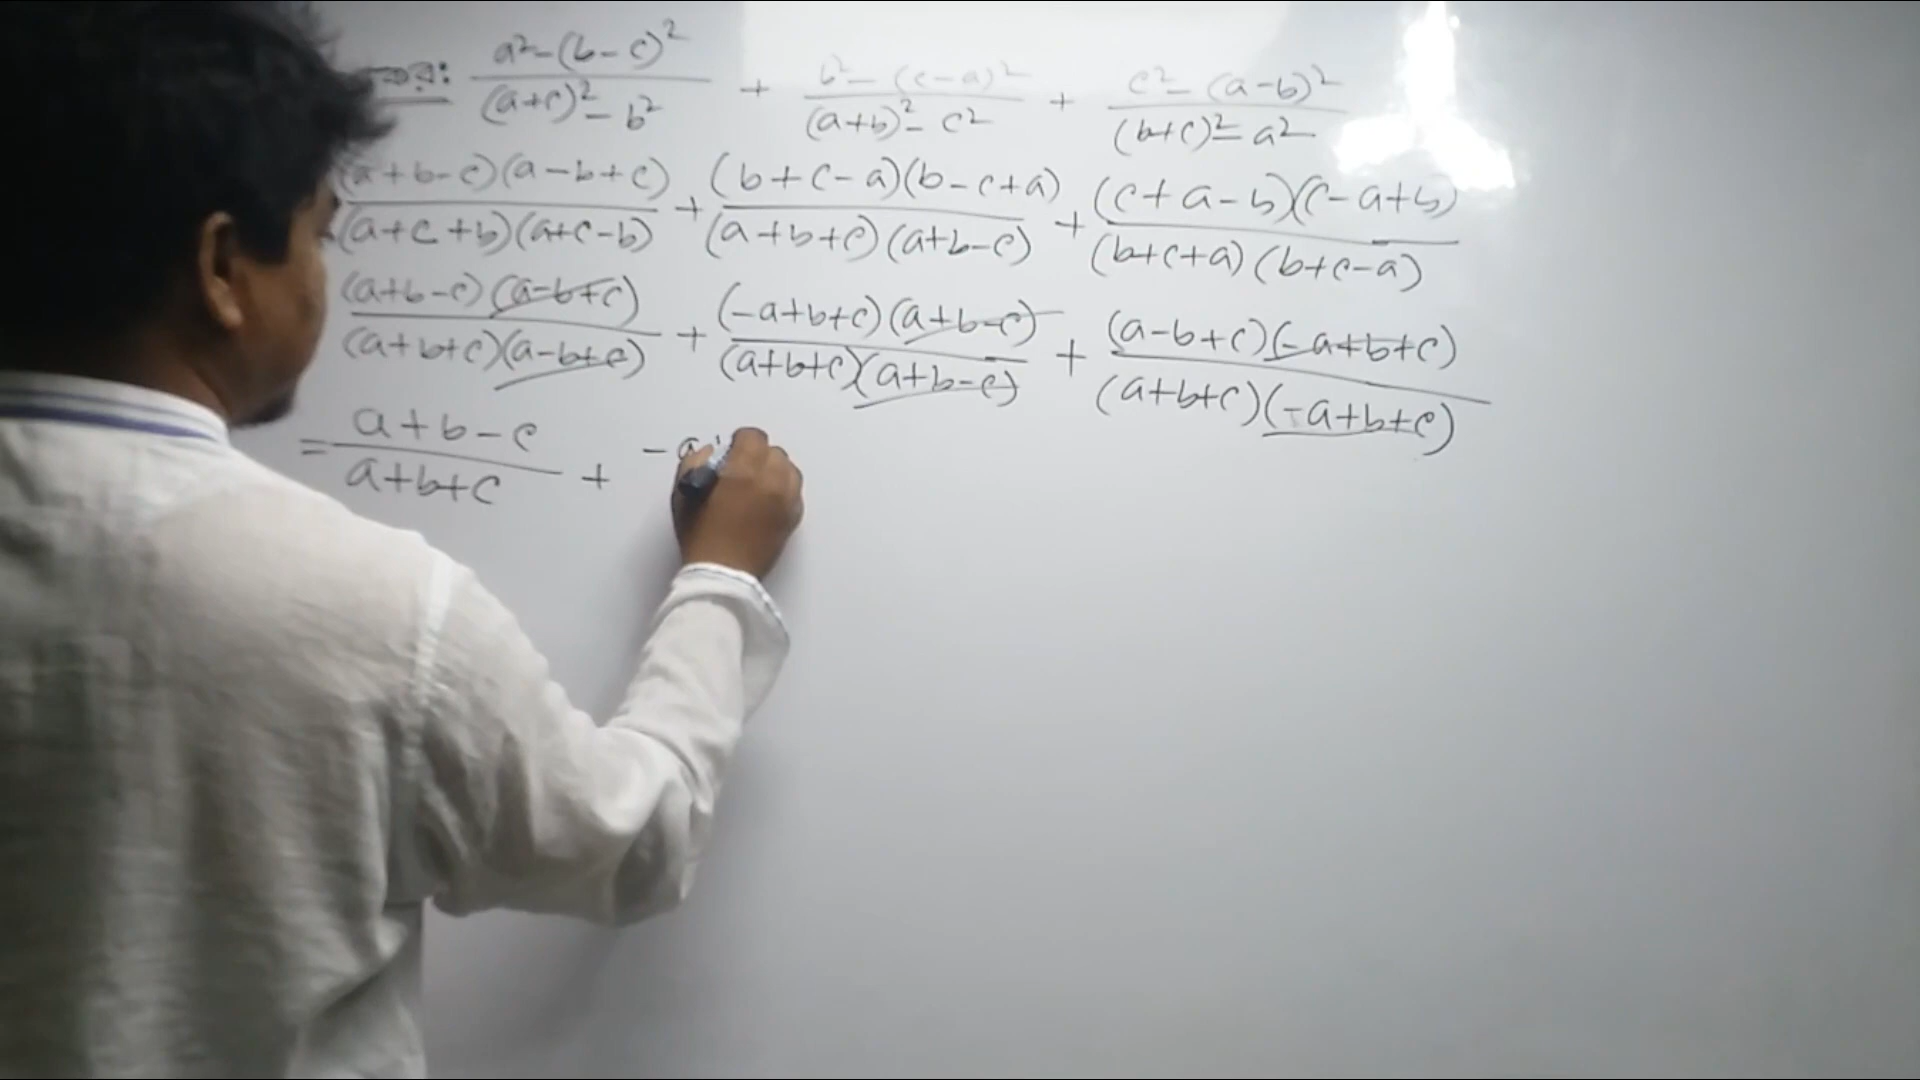 a²-(b-c)²/(a+c)²-b² + b²-(c-a)²/(a+b)²-c² + c²-(a-b)²/(b+c)²-a²
(a+b-c)(a-b+c)/(a+c+b)(a+c-b) + (b+c-a)(b-c+a)/(a+b+c)(a+b-c) + (c+a-b)(c-a+b)/(b+c+a)(b+c-a)
(a+b-c)(a-b+c)/(a+b+c)(a-b+c) + (-a+b+c)(a+b-c)/(a+b+c)(a+b-c) + (a-b+c)(-a+b+c)/(a+b+c)(-a+b+c)
= a+b-c/a+b+c + -a